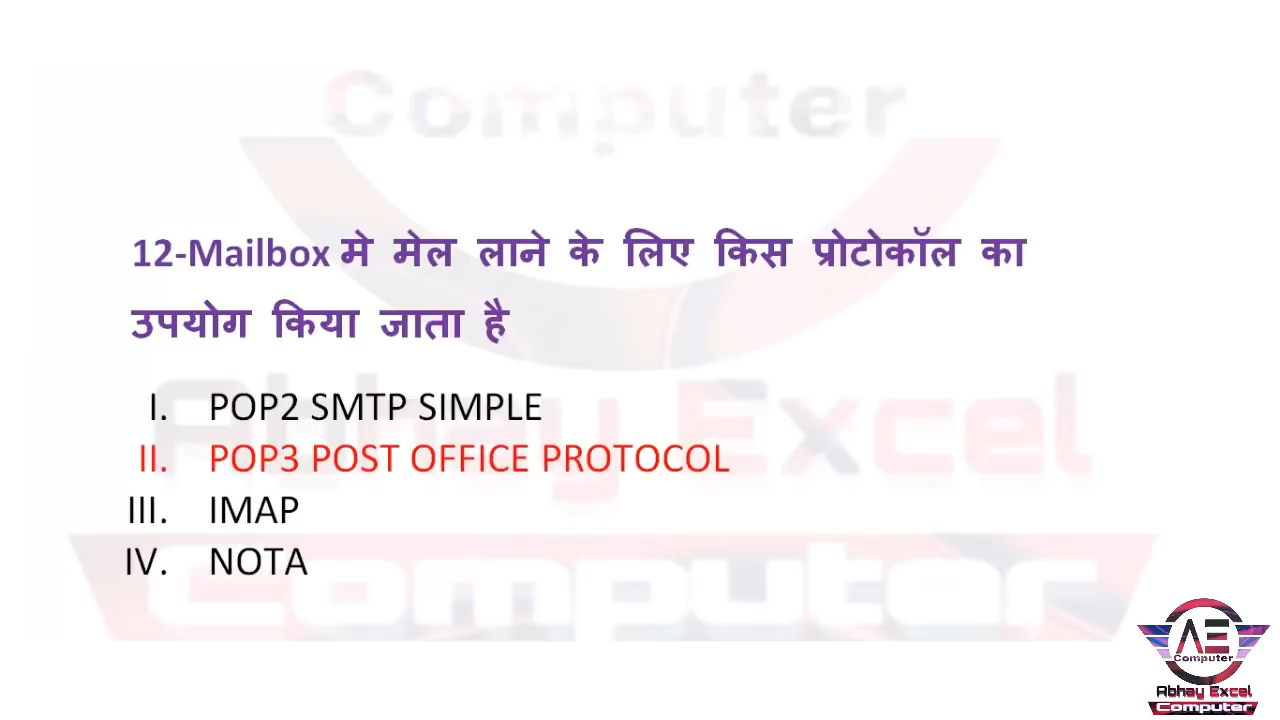 Computer
12-Mailbox मे मेल लाने के लिए किस प्रोटोकॉल का
उपयोग किया जाता है
I. POP2 SMTP SIMPLE
II. POP3 POST OFFICE PROTOCOL
III. IMAP
IV. NOTA
Abhay Excel
Computer
AE
Computer
Abhay Excel
Computer